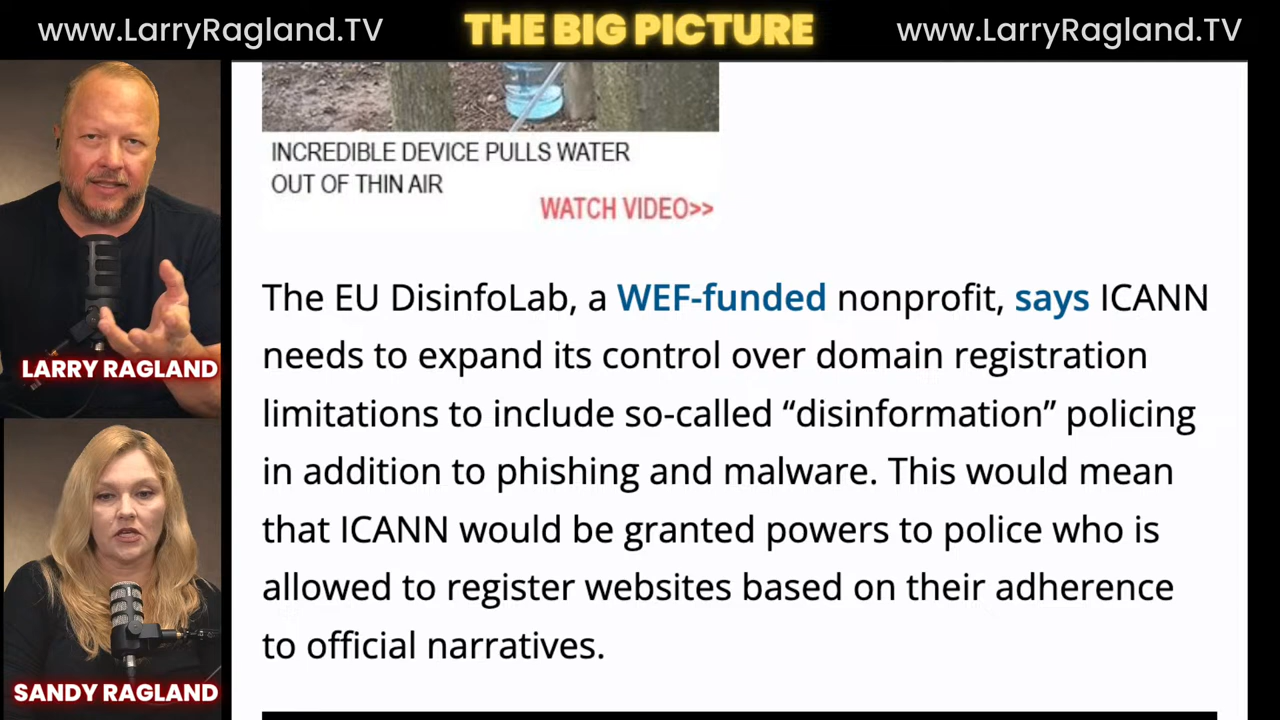 www.LarryRagland.TV
THE BIG PICTURE
www.LarryRagland.TV
LARRY RAGLAND
SANDY RAGLAND
INCREDIBLE DEVICE PULLS WATER
OUT OF THIN AIR
WATCH VIDEO>>
The EU DisinfoLab, a WEF-funded nonprofit, says ICANN
needs to expand its control over domain registration
limitations to include so-called “disinformation” policing
in addition to phishing and malware. This would mean
that ICANN would be granted powers to police who is
allowed to register websites based on their adherence
to official narratives.